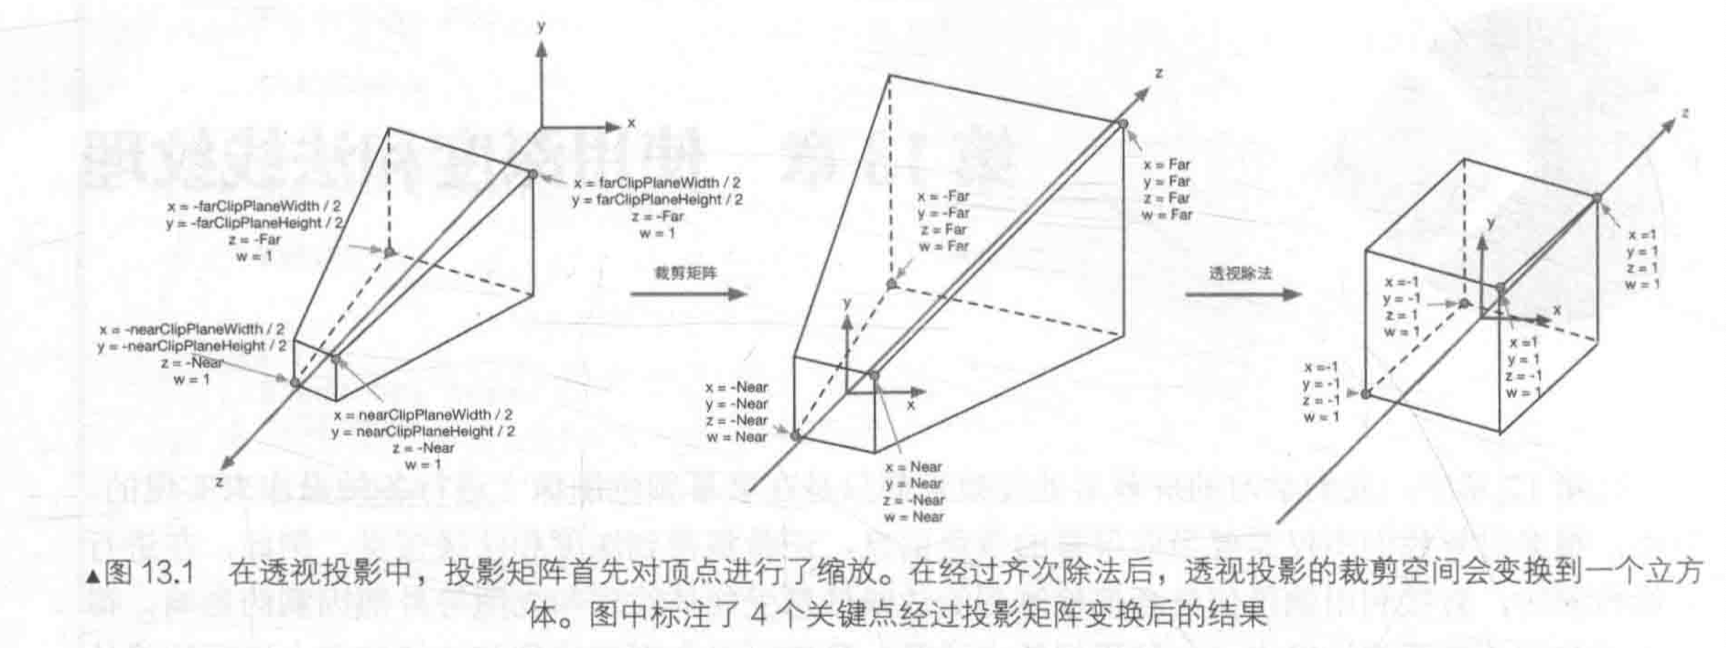 y
x
z
x = -farClipPlaneWidth / 2
y = -farClipPlaneHeight / 2
z = -Far
w = 1
x = farClipPlaneWidth / 2
y = farClipPlaneHeight / 2
z = -Far
w = 1
x = -nearClipPlaneWidth / 2
y = -nearClipPlaneHeight / 2
z = -Near
w = 1
x = nearClipPlaneWidth / 2
y = nearClipPlaneHeight / 2
z = -Near
w = 1
裁剪矩阵
z
y
x
x = -Far
y = -Far
z = Far
w = Far
x = Far
y = Far
z = Far
w = Far
x = -Near
y = -Near
z = -Near
w = Near
x = Near
y = Near
z = -Near
w = Near
透视除法
z
y
x
x =-1
y = -1
z = 1
w = 1
x =1
y = 1
z = 1
w = 1
x =-1
y = -1
z = -1
w = 1
x =1
y = 1
z = -1
w = 1
▲图 13.1 在透视投影中，投影矩阵首先对顶点进行了缩放。在经过齐次除法后，透视投影的裁剪空间会变换到一个立方
体。图中标注了 4 个关键点经过投影矩阵变换后的结果